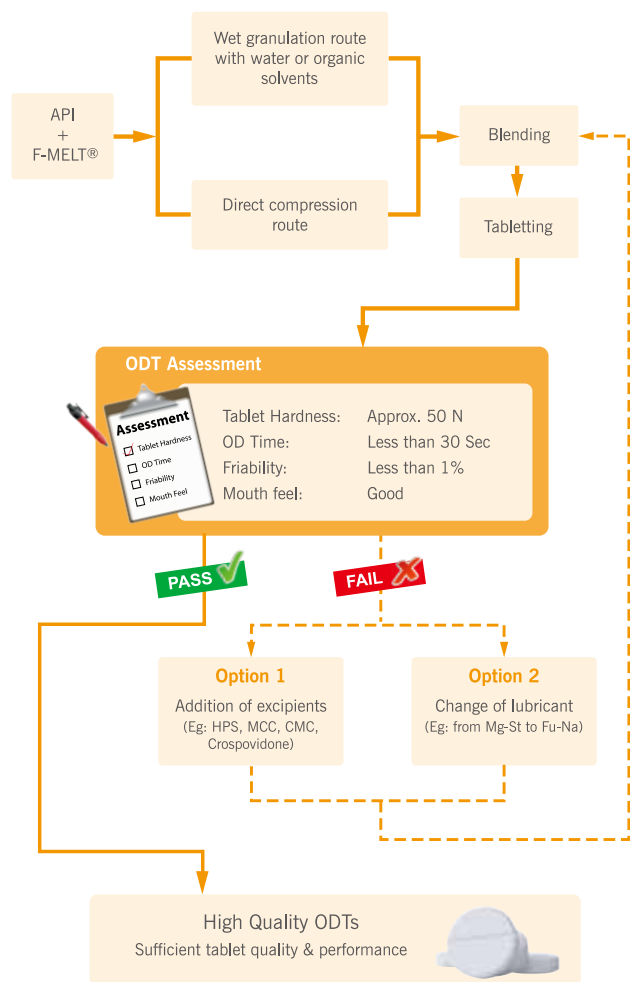 Wet granulation route
with water or organic
solvents
API
+
F-MELT®
Blending
Direct compression
route
Tabletting
ODT Assessment
Assessment
Tablet Hardness
OD Time
Friability
Mouth Feel
Tablet Hardness: Approx. 50 N
OD Time: Less than 30 Sec
Friability: Less than 1%
Mouth feel: Good
PASS
FAIL
Option 1
Addition of excipients
(Eg: HPS, MCC, CMC,
Crospovidone)
Option 2
Change of lubricant
(Eg: from Mg-St to Fu-Na)
High Quality ODTs
Sufficient tablet quality & performance